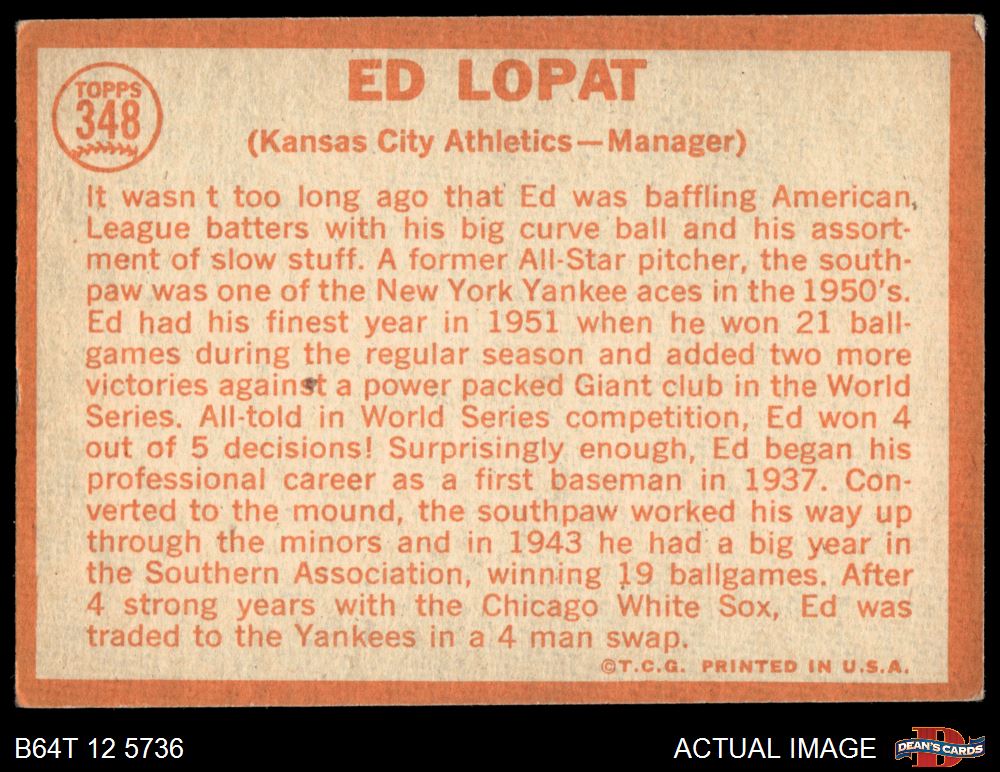 TOPPS
348
ED LOPAT
(Kansas City Athletics—Manager)
It wasn t too long ago that Ed was baffling American
League batters with his big curve ball and his assort-
ment of slow stuff. A former All-Star pitcher, the south-
paw was one of the New York Yankee aces in the 1950's.
Ed had his finest year in 1951 when he won 21 ball-
games during the regular season and added two more
victories against a power packed Giant club in the World
Series. All-told in World Series competition, Ed won 4
out of 5 decisions! Surprisingly enough, Ed began his
professional career as a first baseman in 1937. Con-
verted to the mound, the southpaw worked his way up
through the minors and in 1943 he had a big year in
the Southern Association, winning 19 ballgames. After
4 strong years with the Chicago White Sox, Ed was
traded to the Yankees in a 4 man swap.
©T.C.G. PRINTED IN U.S.A.
B64T 12 5736
ACTUAL IMAGE
D
DEAN'S CARDS